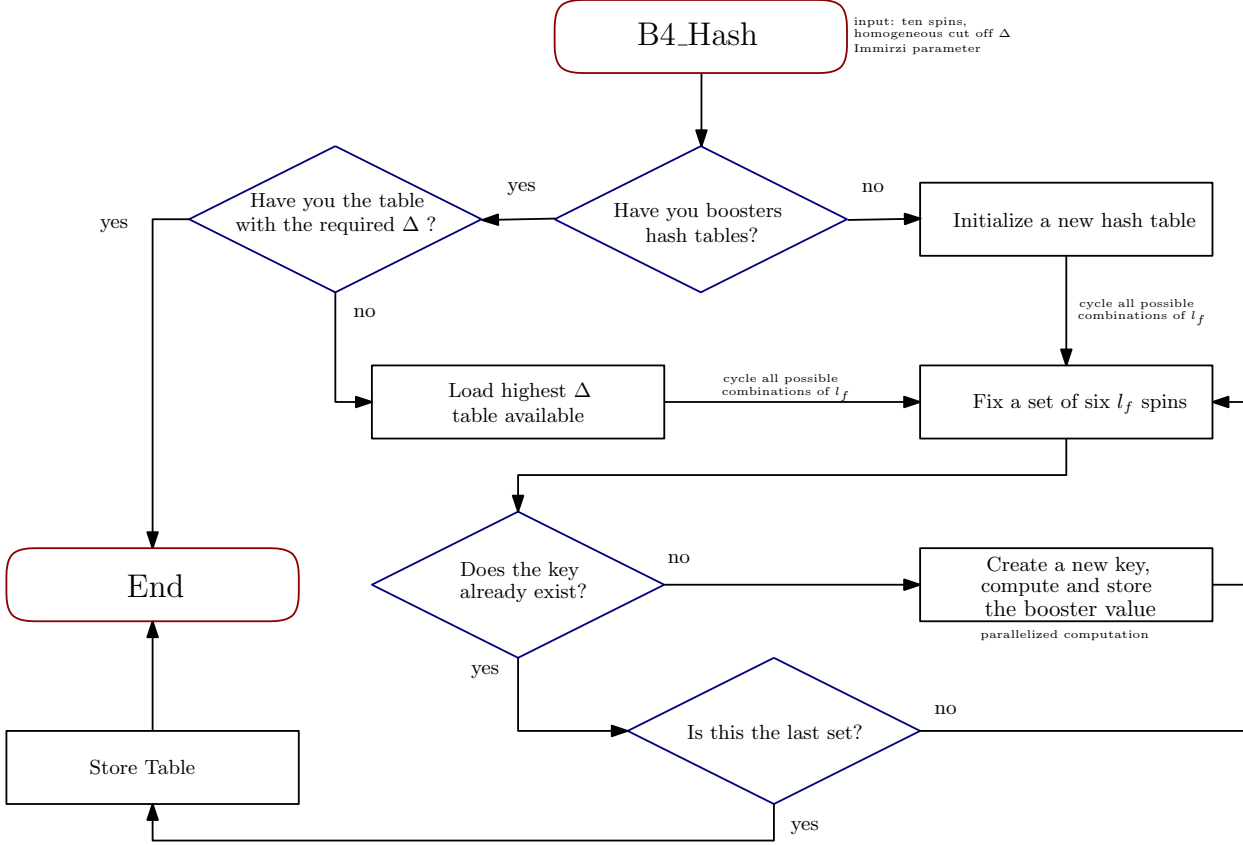 B4_Hash
input: ten spins,
homogeneous cut off Δ
Immirzi parameter
Have you the table
with the required Δ ?
yes
yes
Have you boosters
hash tables?
no
Initialize a new hash table
no
cycle all possible
combinations of l_f
Load highest Δ
table available
cycle all possible
combinations of l_f
Fix a set of six l_f spins
End
Does the key
already exist?
no
Create a new key,
compute and store
the booster value
parallelized computation
yes
Is this the last set?
no
Store Table
yes